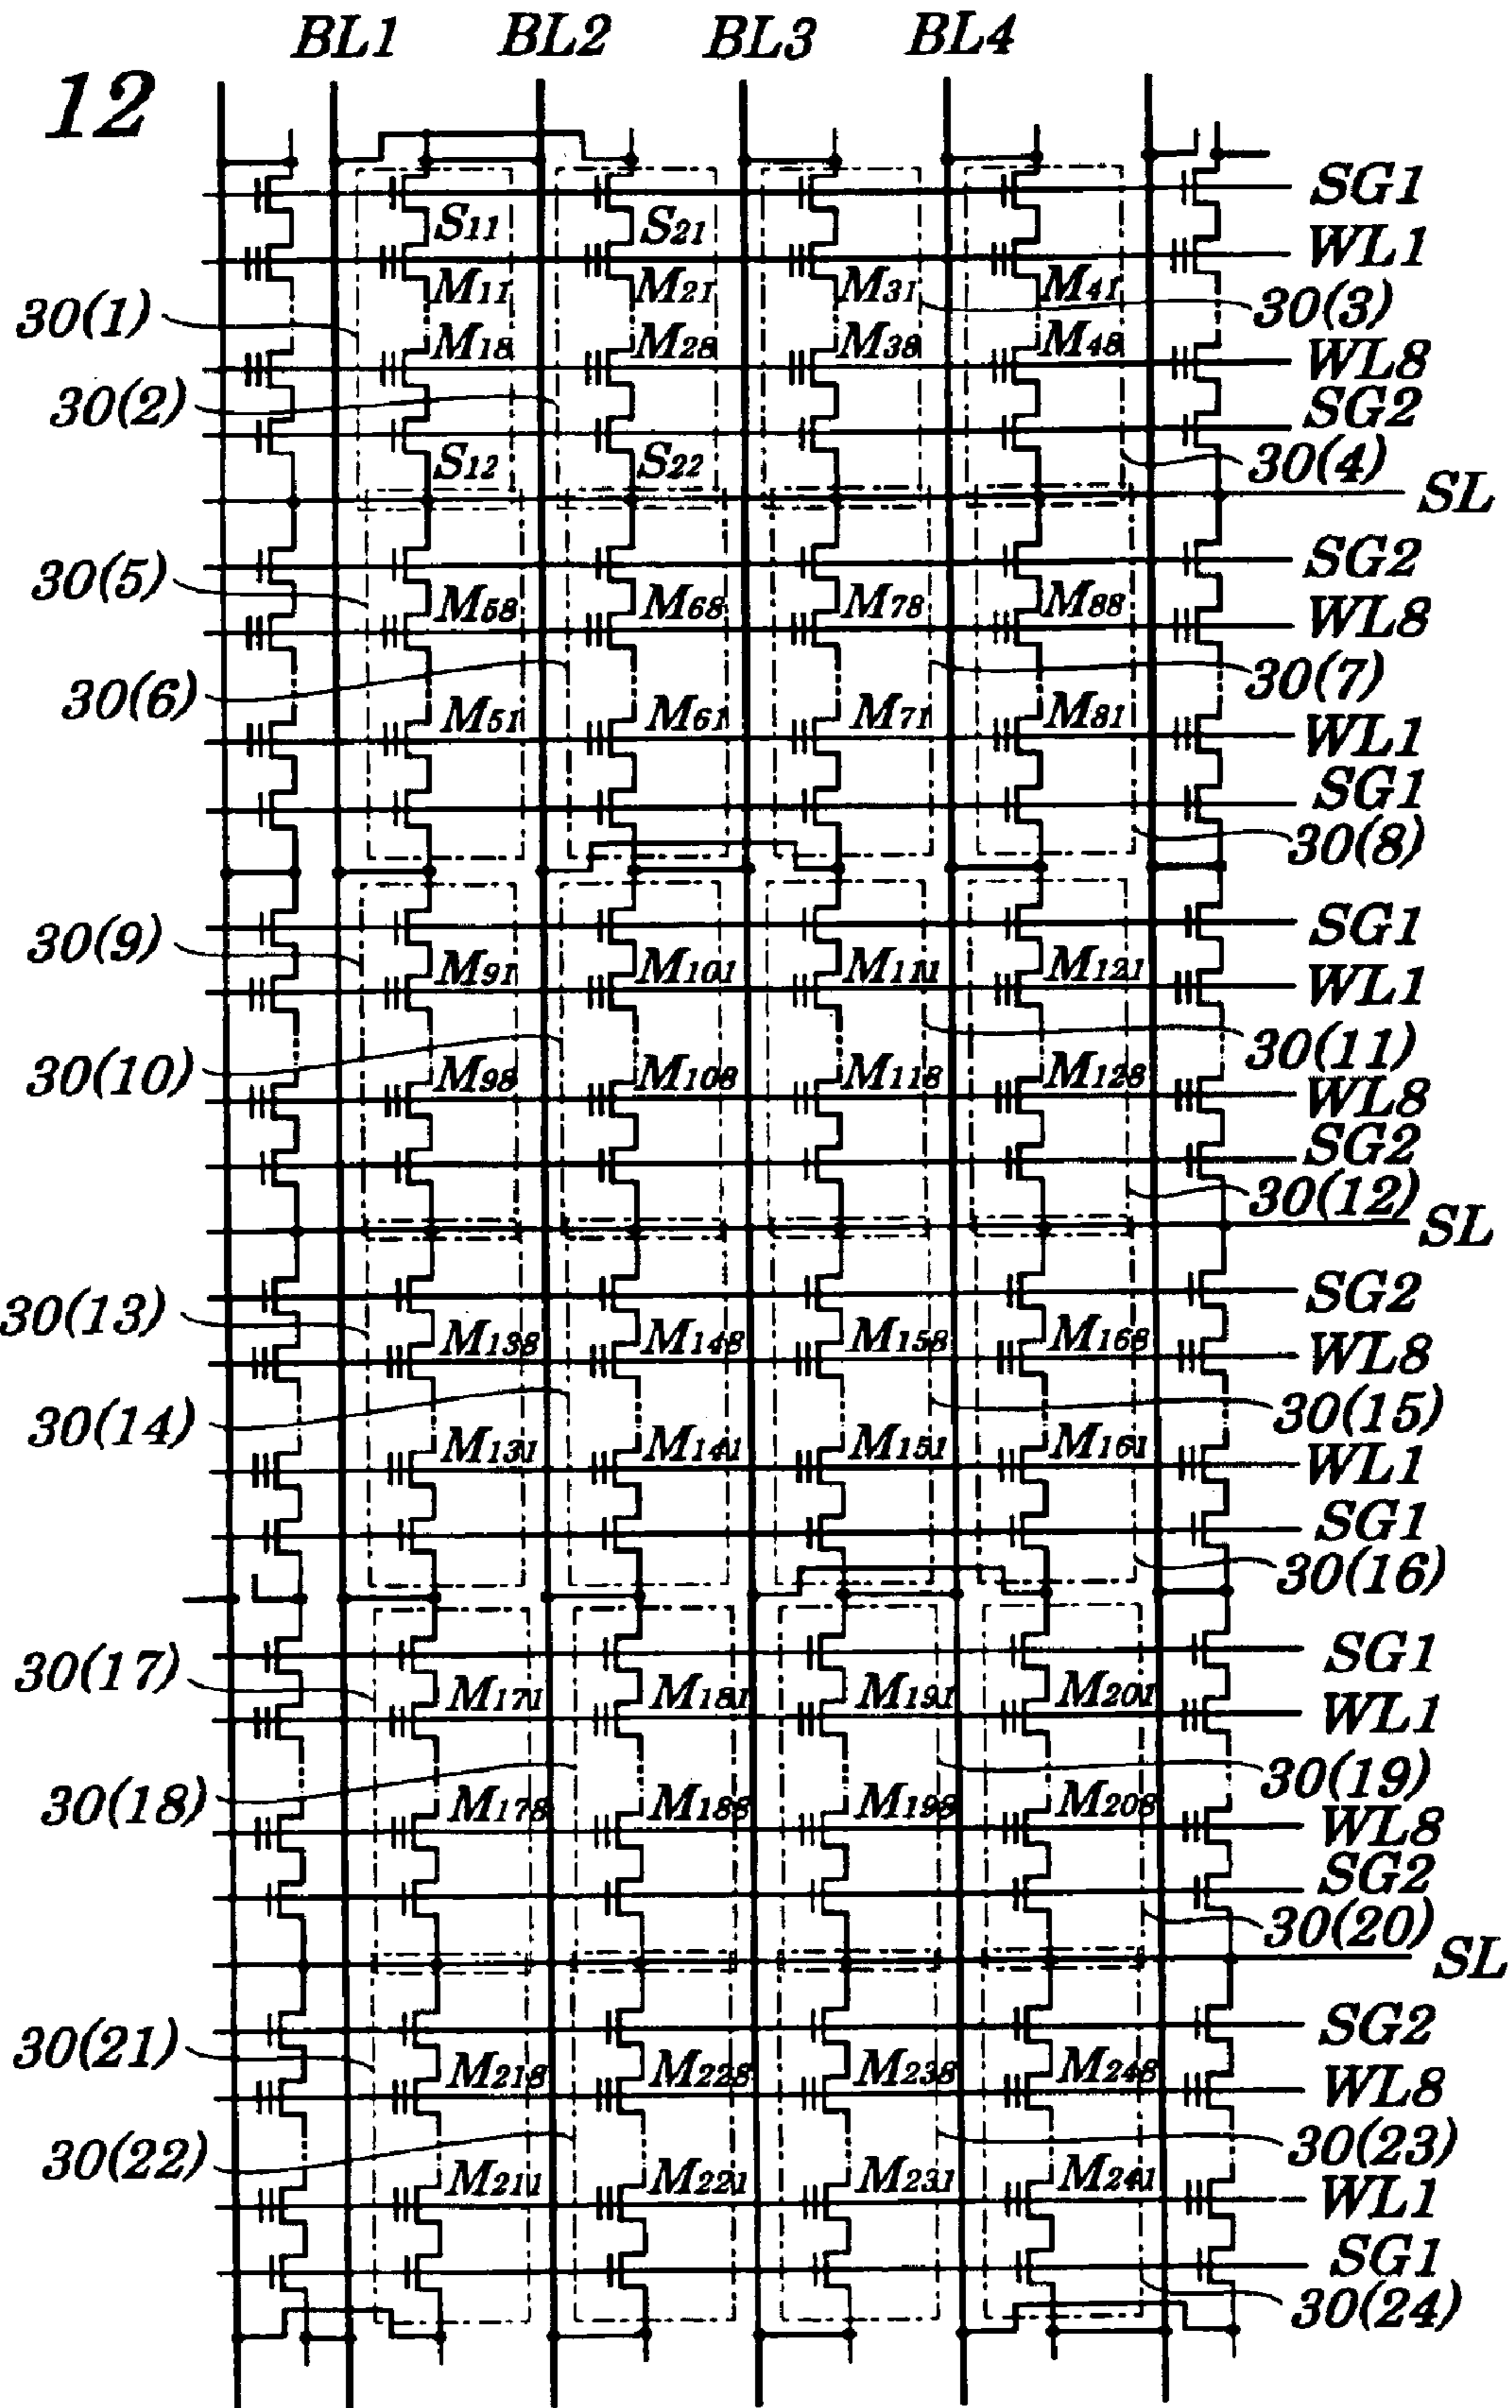 BL1 BL2 BL3 BL4
12
SG1
S11 S21
WL1
M11 M21 M31 M41
30(1) 30(3)
M18 M28 M38 M48
WL8
30(2) SG2
S12 S22 30(4)
SL
30(5) SG2
M58 M68 M78 M88
WL8
30(6) 30(7)
M51 M61 M71 M81
WL1
SG1
30(8)
30(9) SG1
M91 M101 M111 M121
WL1
30(10) 30(11)
M98 M108 M118 M128
WL8
SG2
30(12)
SL
30(13) SG2
M138 M148 M158 M168
WL8
30(14) 30(15)
M131 M141 M151 M161
WL1
SG1
30(16)
30(17) SG1
M171 M181 M191 M201
WL1
30(18) 30(19)
M178 M188 M198 M208
WL8
SG2
30(20)
SL
30(21) SG2
M218 M228 M238 M248
WL8
30(22) 30(23)
M211 M221 M231 M241
WL1
SG1
30(24)